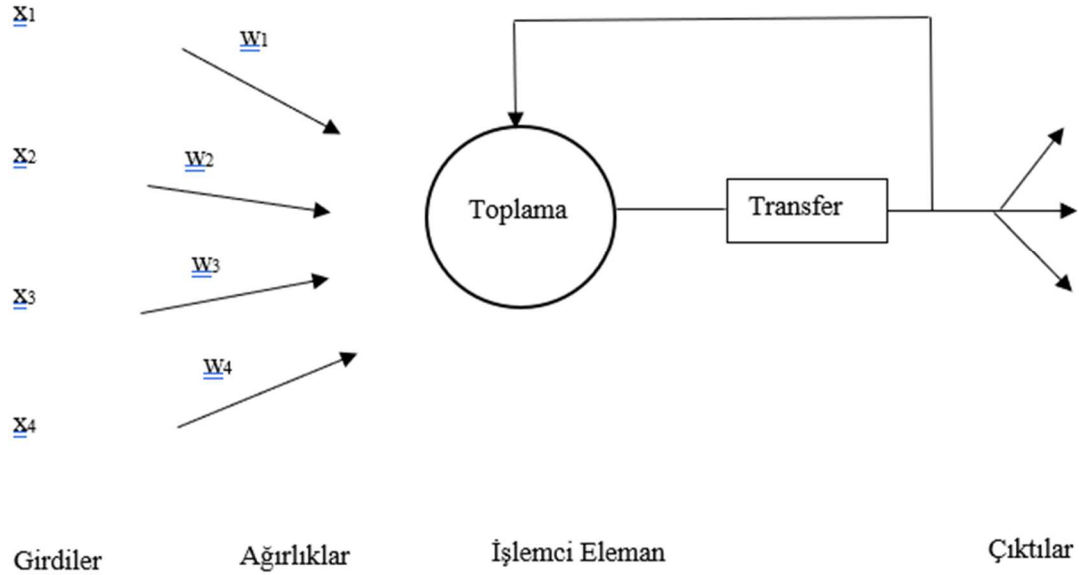 x1
w1
x2
w2
Toplama
Transfer
w3
x3
w4
x4
Girdiler
Ağırlıklar
İşlemci Eleman
Çıktılar